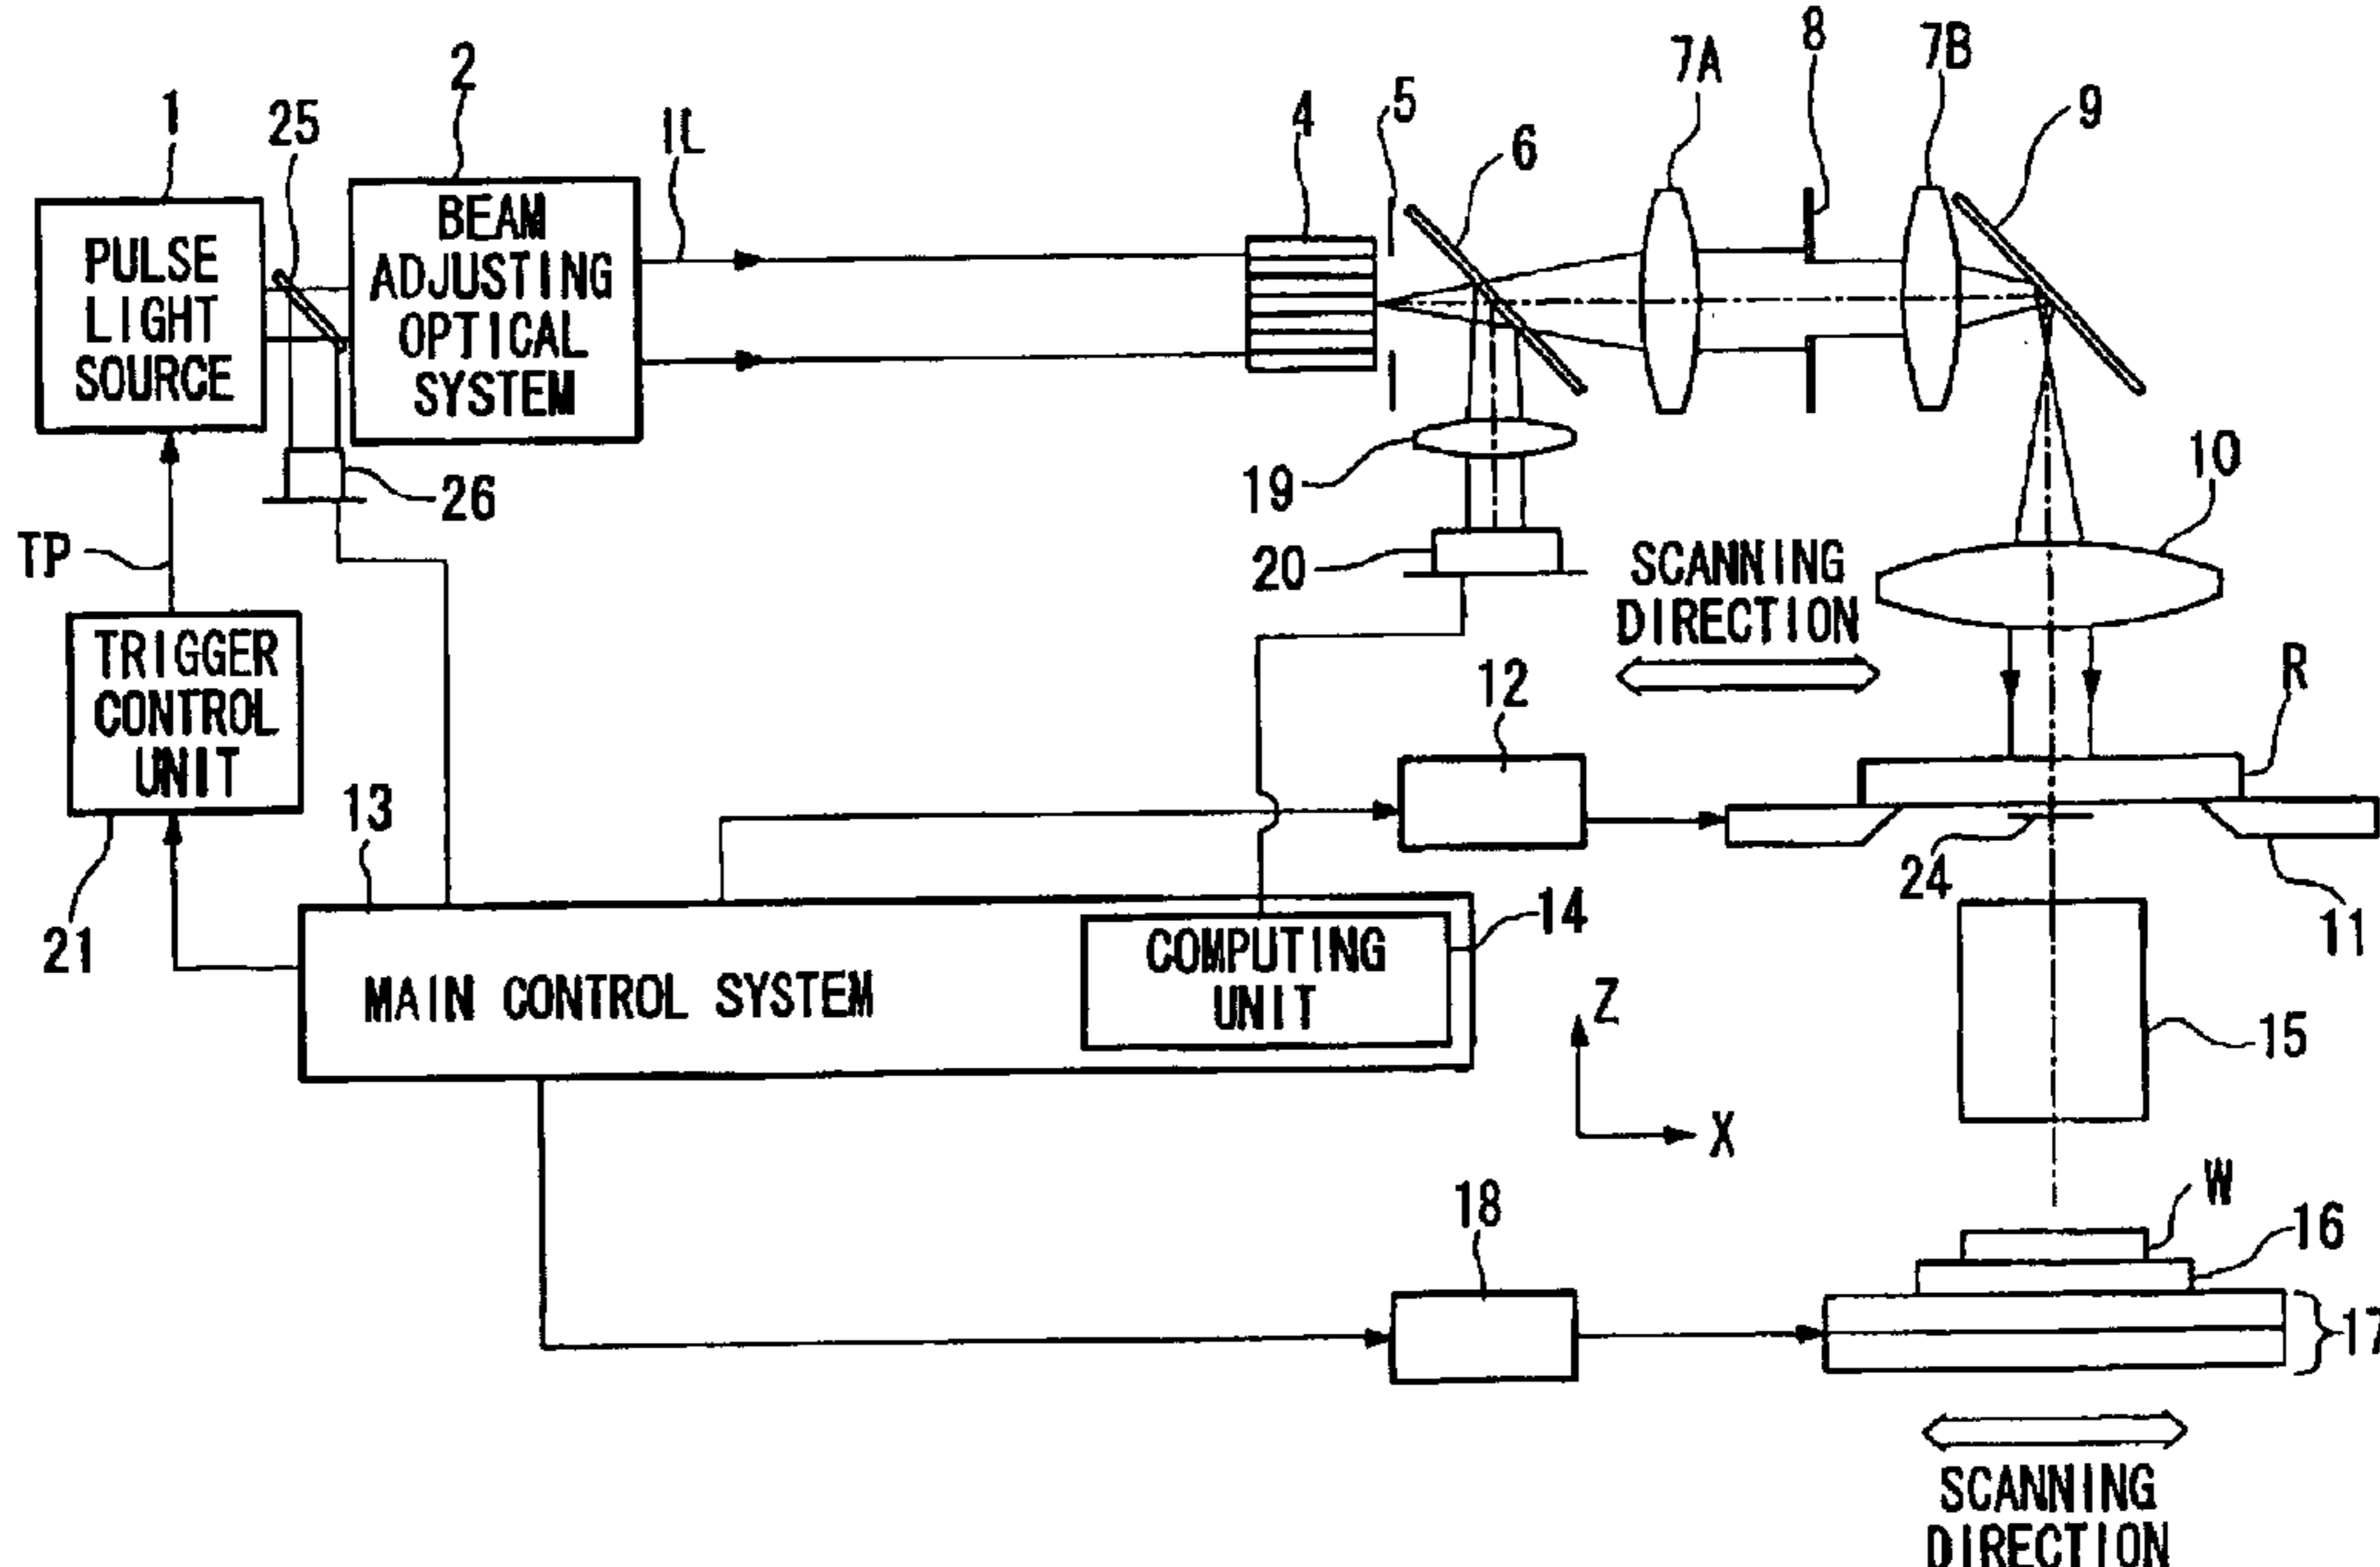 1
25
2
IL
4
5
6
7A
8
7B
9
PULSE
LIGHT
SOURCE
BEAM
ADJUSTING
OPTICAL
SYSTEM
26
19
20
10
TP
TRIGGER
CONTROL
UNIT
21
SCANNING
DIRECTION
12
R
24
11
13
MAIN CONTROL SYSTEM
COMPUTING
UNIT
14
Z
X
15
18
W
16
17
SCANNING
DIRECTION